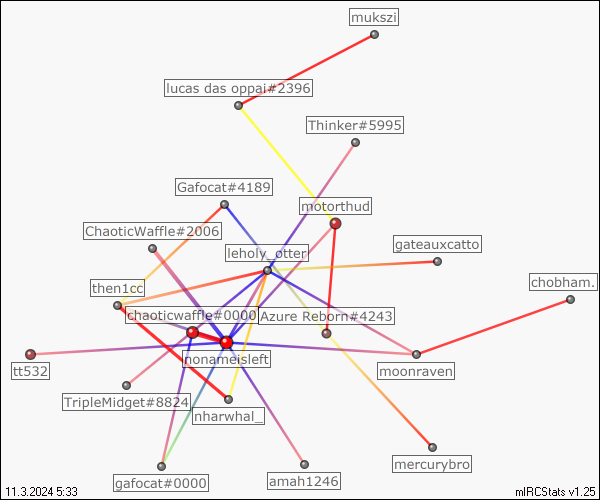 mukszi
lucas das oppai#2396
Thinker#5995
Gafocat#4189
motorthud
ChaoticWaffle#2006
gateauxcatto
leholy_otter
chobham.
then1cc
chaoticwaffle#0000
Azure Reborn#4243
nonameisleft
tt532
moonraven
TripleMidget#8824
nharwhal_
mercurybro
gafocat#0000
amah1246
11.3.2024 5:33
mIRCStats v1.25